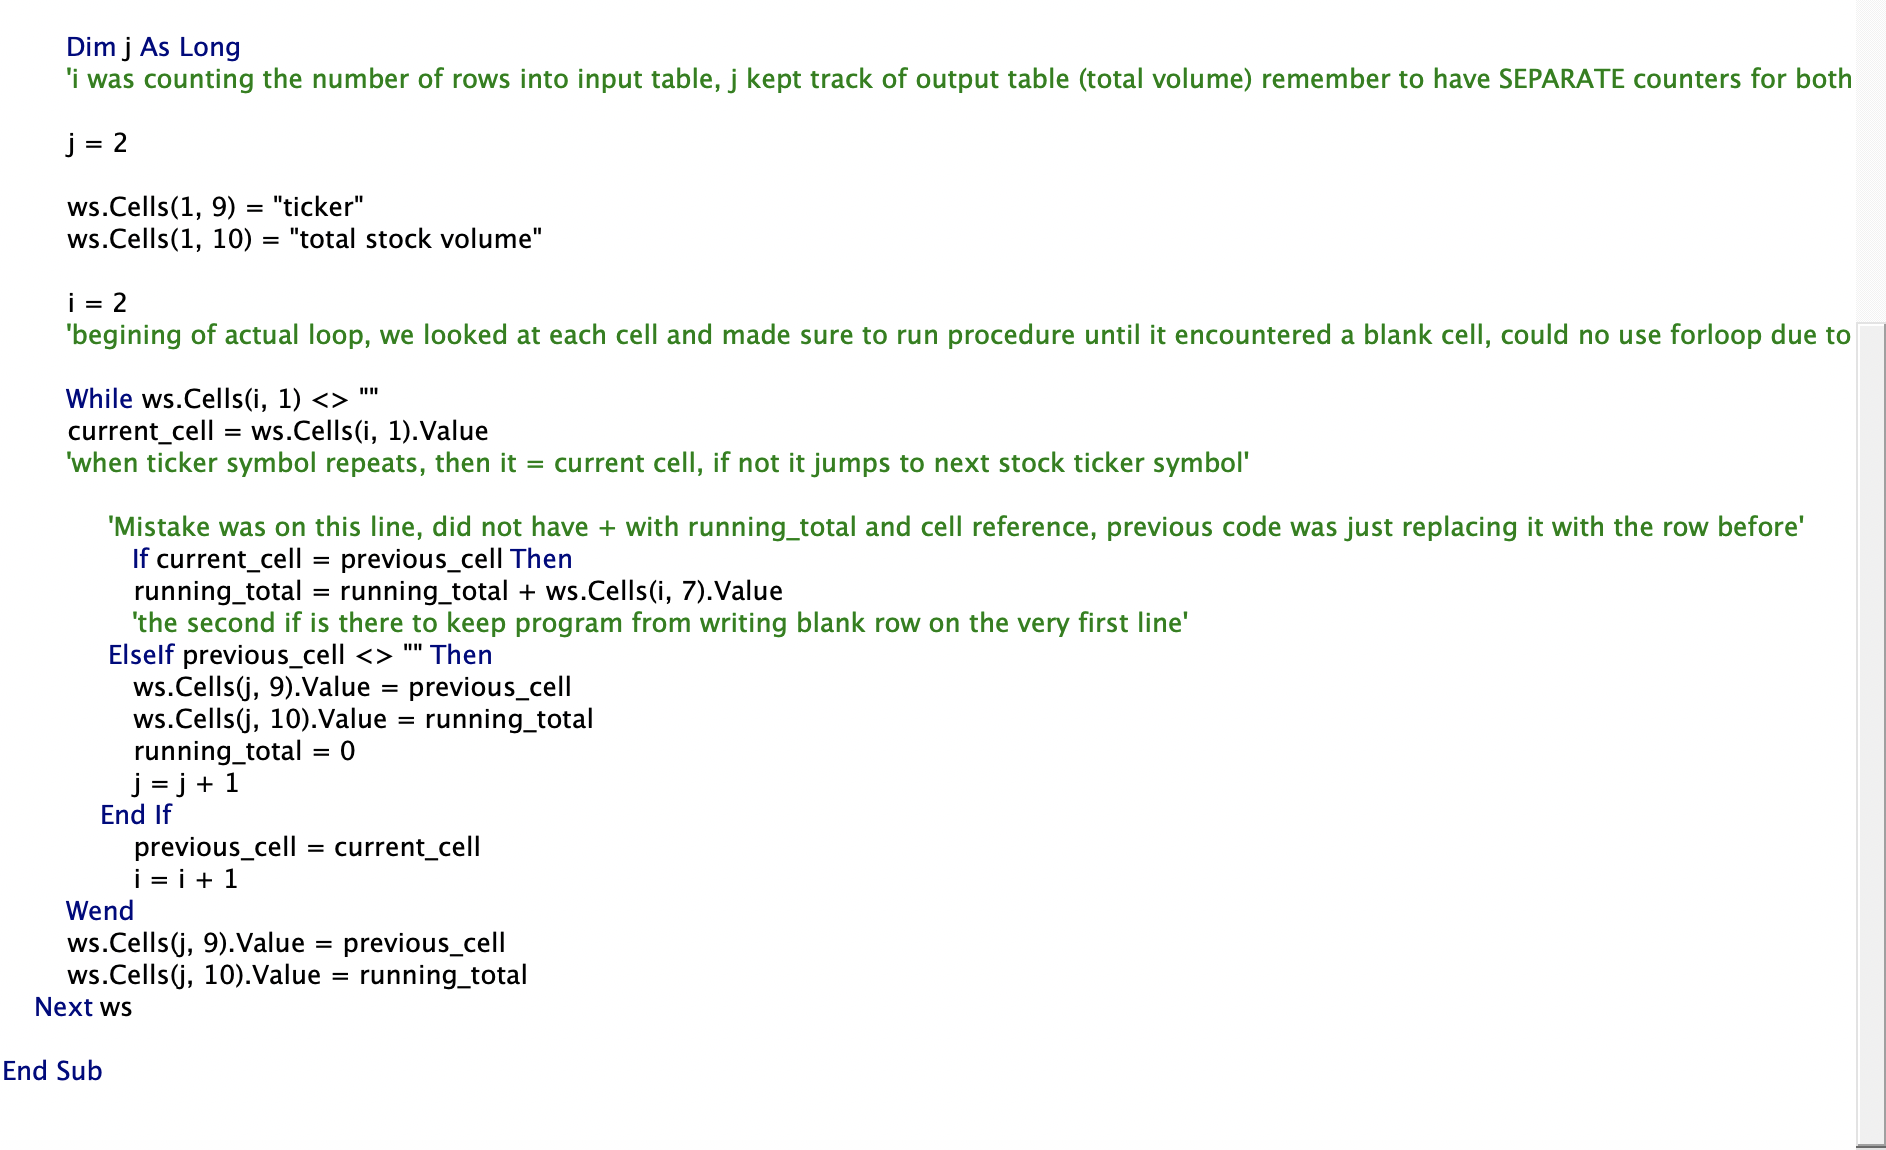 Dim j As Long
'i was counting the number of rows into input table, j kept track of output table (total volume) remember to have SEPARATE counters for both
j = 2
ws.Cells(1, 9) = "ticker"
ws.Cells(1, 10) = "total stock volume"
i = 2
'begining of actual loop, we looked at each cell and made sure to run procedure until it encountered a blank cell, could no use forloop due to
While ws.Cells(i, 1) <> ""
current_cell = ws.Cells(i, 1).Value
'when ticker symbol repeats, then it = current cell, if not it jumps to next stock ticker symbol'
'Mistake was on this line, did not have + with running_total and cell reference, previous code was just replacing it with the row before'
If current_cell = previous_cell Then
running_total = running_total + ws.Cells(i, 7).Value
'the second if is there to keep program from writing blank row on the very first line'
ElseIf previous_cell <> "" Then
ws.Cells(j, 9).Value = previous_cell
ws.Cells(j, 10).Value = running_total
running_total = 0
j = j + 1
End If
previous_cell = current_cell
i = i + 1
Wend
ws.Cells(j, 9).Value = previous_cell
ws.Cells(j, 10).Value = running_total
Next ws
End Sub